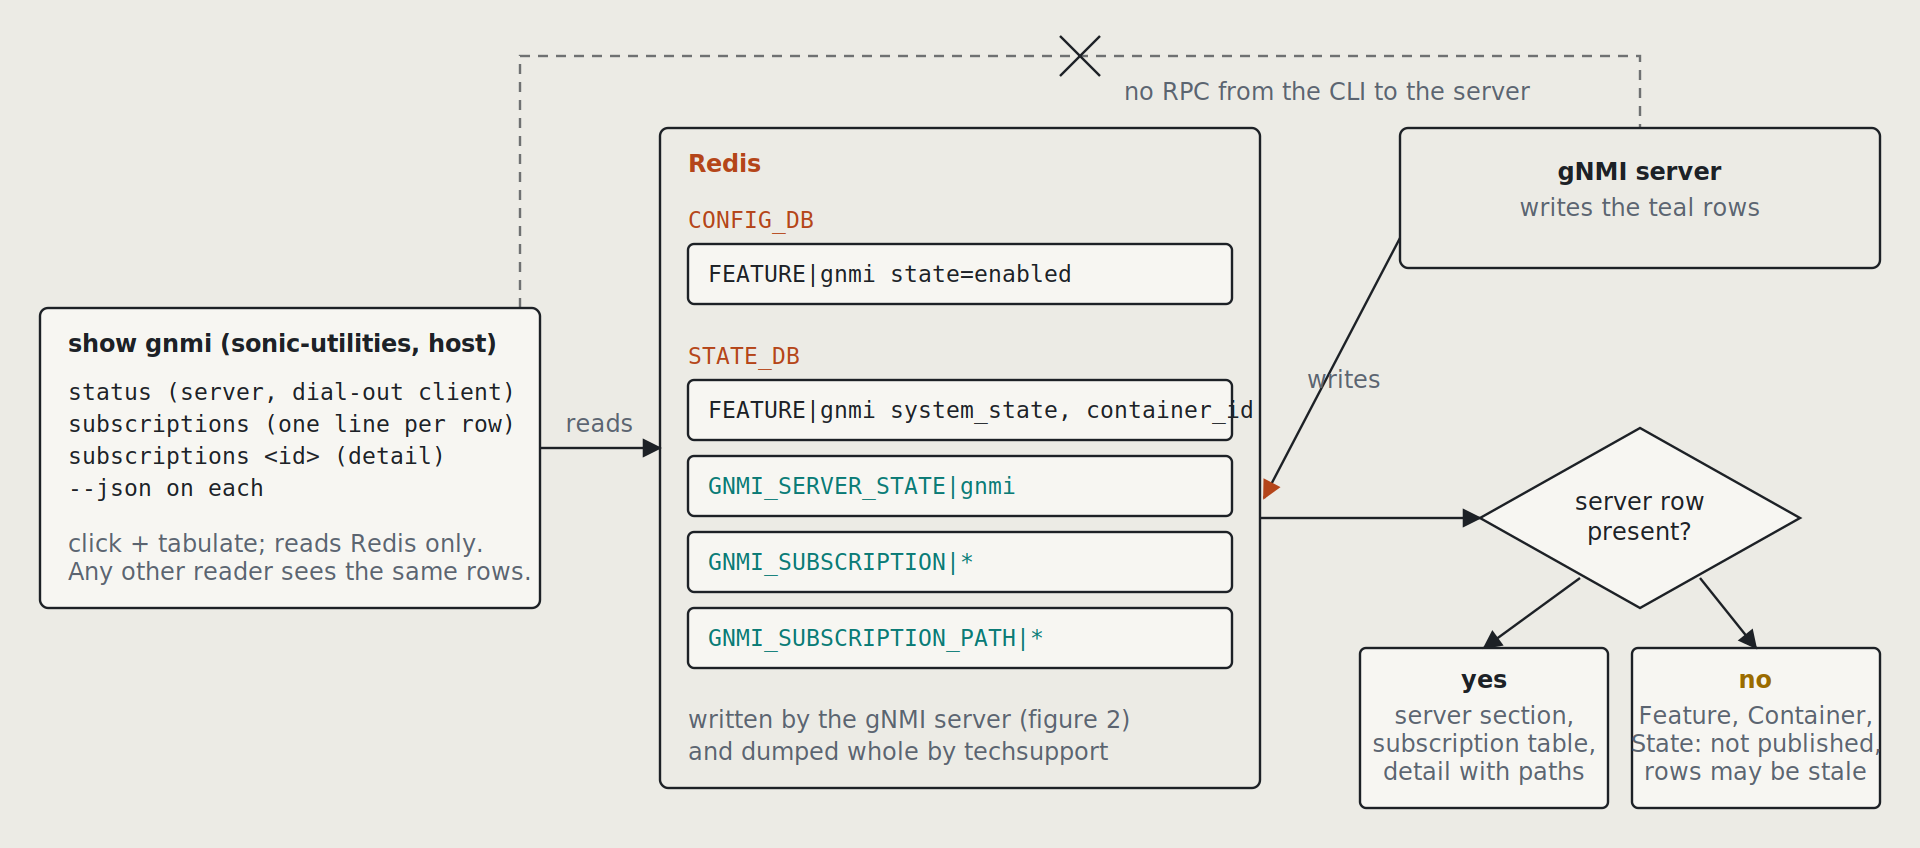 no RPC from the CLI to the server
show gnmi (sonic-utilities, host)
status (server, dial-out client)
subscriptions (one line per row)
subscriptions <id> (detail)
--json on each
click + tabulate; reads Redis only.
Any other reader sees the same rows.
reads
Redis
CONFIG_DB
FEATURE|gnmi state=enabled
STATE_DB
FEATURE|gnmi system_state, container_id
GNMI_SERVER_STATE|gnmi
GNMI_SUBSCRIPTION|*
GNMI_SUBSCRIPTION_PATH|*
written by the gNMI server (figure 2)
and dumped whole by techsupport
gNMI server
writes the teal rows
writes
server row
present?
yes
server section,
subscription table,
detail with paths
no
Feature, Container,
State: not published,
rows may be stale